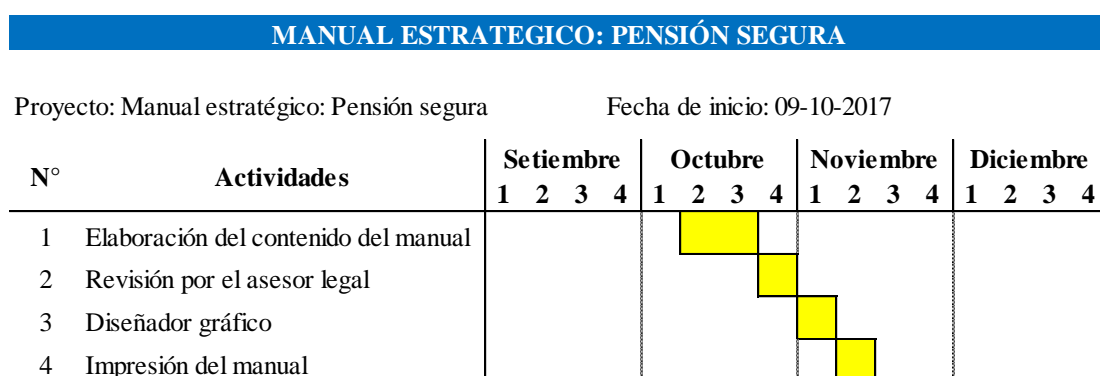 MANUAL ESTRATEGICO: PENSIÓN SEGURA
Proyecto: Manual estratégico: Pensión segura Fecha de inicio: 09-10-2017
N° Actividades Setiembre Octubre Noviembre Diciembre
1 2 3 4 1 2 3 4 1 2 3 4 1 2 3 4
1 Elaboración del contenido del manual
2 Revisión por el asesor legal
3 Diseñador gráfico
4 Impresión del manual